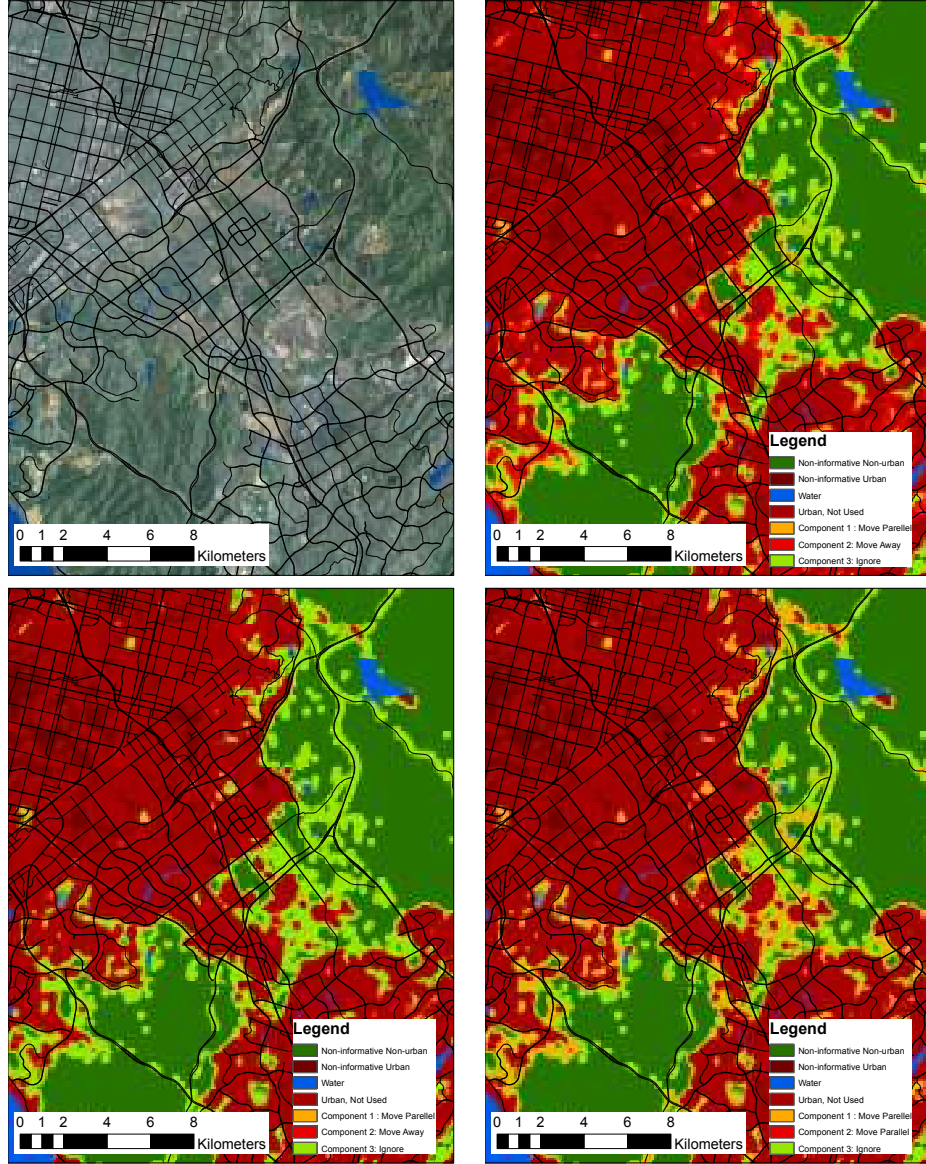 0 1 2 4 6 8
Kilometers
Legend
Non-informative Non-urban
Non-informative Urban
Water
Urban, Not Used
Component 1 : Move Parellel
Component 2: Move Away
Component 3: Ignore
0 1 2 4 6 8
Kilometers
Legend
Non-informative Non-urban
Non-informative Urban
Water
Urban, Not Used
Component 1 : Move Parellel
Component 2: Move Away
Component 3: Ignore
0 1 2 4 6 8
Kilometers
Legend
Non-informative Non-urban
Non-informative Urban
Water
Urban, Not Used
Component 1 : Move Parellel
Component 2: Move Parallel
Component 3: Ignore
0 1 2 4 6 8
Kilometers